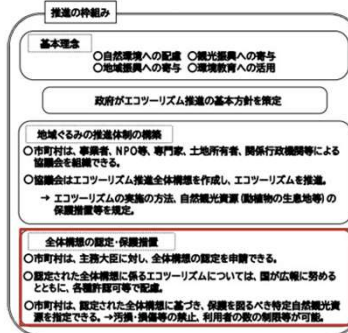 推進の枠組み
基本理念
○自然環境への配慮 ○観光振興への寄与
○地域振興への寄与 ○環境教育への活用
政府がエコツーリズム推進の基本方針を策定
地域ぐるみの推進体制の構築
○市町村は、事業者、NPO等、専門家、土地所有者、関係行政機関等による
協議会を組織できる。
○協議会はエコツーリズム推進全体構想を作成し、エコツーリズムを推進。
→ エコツーリズムの実施の方法、自然観光資源(動植物の生息地等)の
保護措置等を規定。
全体構想の認定・保護措置
○市町村は、主務大臣に対し、全体構想の認定を申請できる。
○認定された全体構想に係るエコツーリズムについては、国が広報に努める
とともに、各種許認可等で配慮。
○市町村は、認定された全体構想に基づき、保護を図るべき特定自然観光資
源を指定できる。→汚損・損傷等の禁止、利用者の数の制限等が可能。